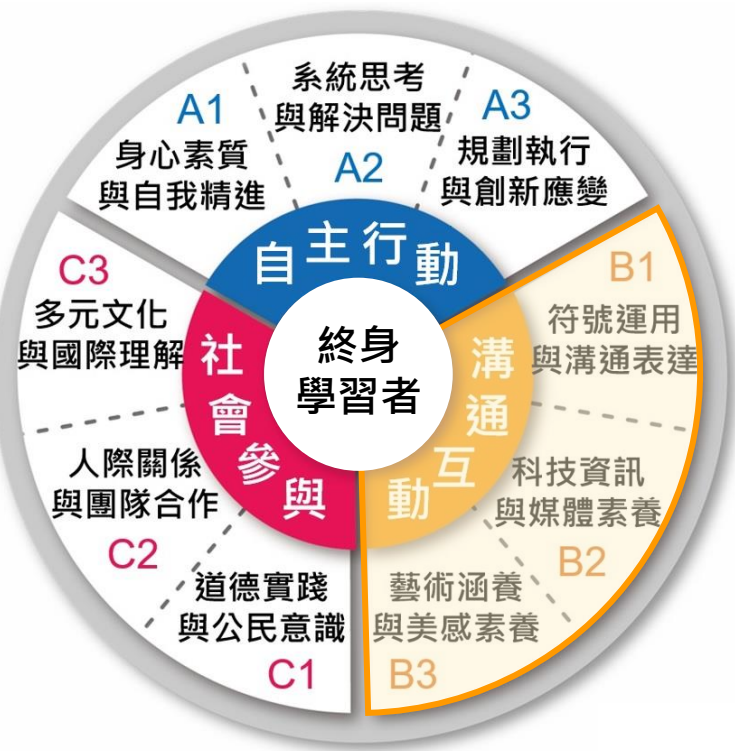 終身
學習者
自主行動
A1
身心素質
與自我精進
系統思考
與解決問題
A2
A3
規劃執行
與創新應變
溝通互動
B1
符號運用
與溝通表達
科技資訊
與媒體素養
B2
藝術涵養
與美感素養
B3
社會參與
道德實踐
與公民意識
C1
人際關係
與團隊合作
C2
C3
多元文化
與國際理解